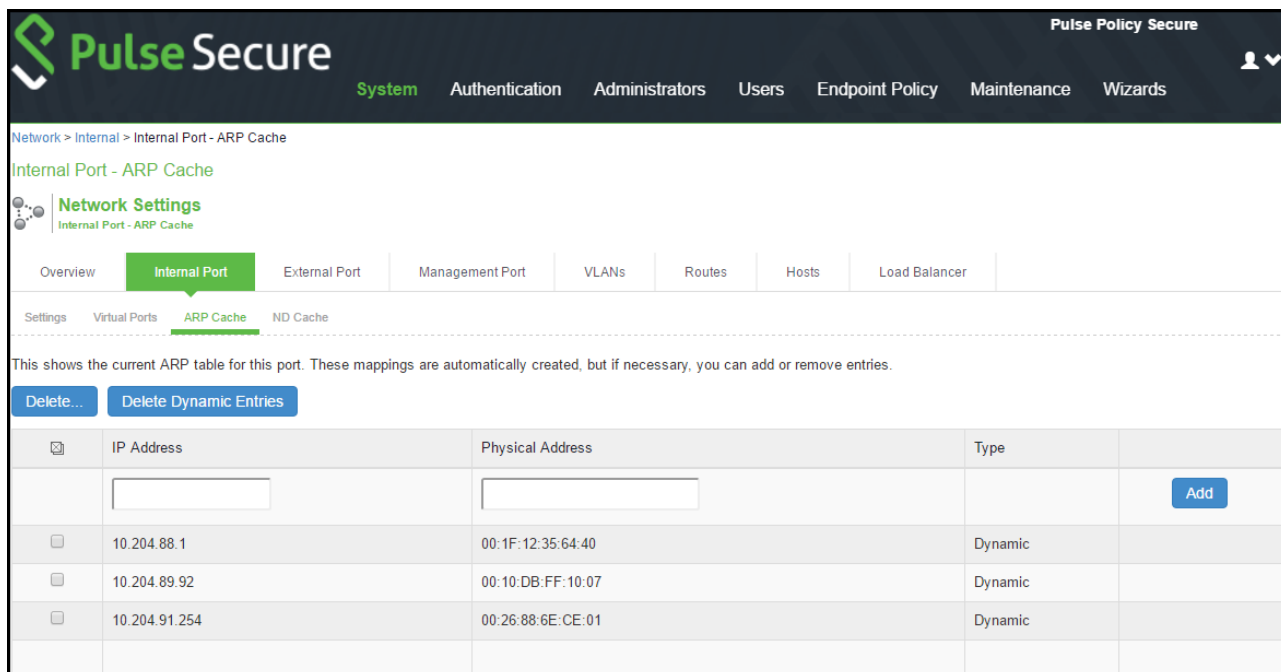 Pulse Policy Secure
Pulse Secure
System Authentication Administrators Users Endpoint Policy Maintenance Wizards
Network > Internal > Internal Port - ARP Cache
Internal Port - ARP Cache
Network Settings
Internal Port - ARP Cache
Overview Internal Port External Port Management Port VLANs Routes Hosts Load Balancer
Settings Virtual Ports ARP Cache ND Cache
This shows the current ARP table for this port. These mappings are automatically created, but if necessary, you can add or remove entries.
Delete... Delete Dynamic Entries
IP Address Physical Address Type
Add
10.204.88.1 00:1F:12:35:64:40 Dynamic
10.204.89.92 00:10:DB:FF:10:07 Dynamic
10.204.91.254 00:26:88:6E:CE:01 Dynamic